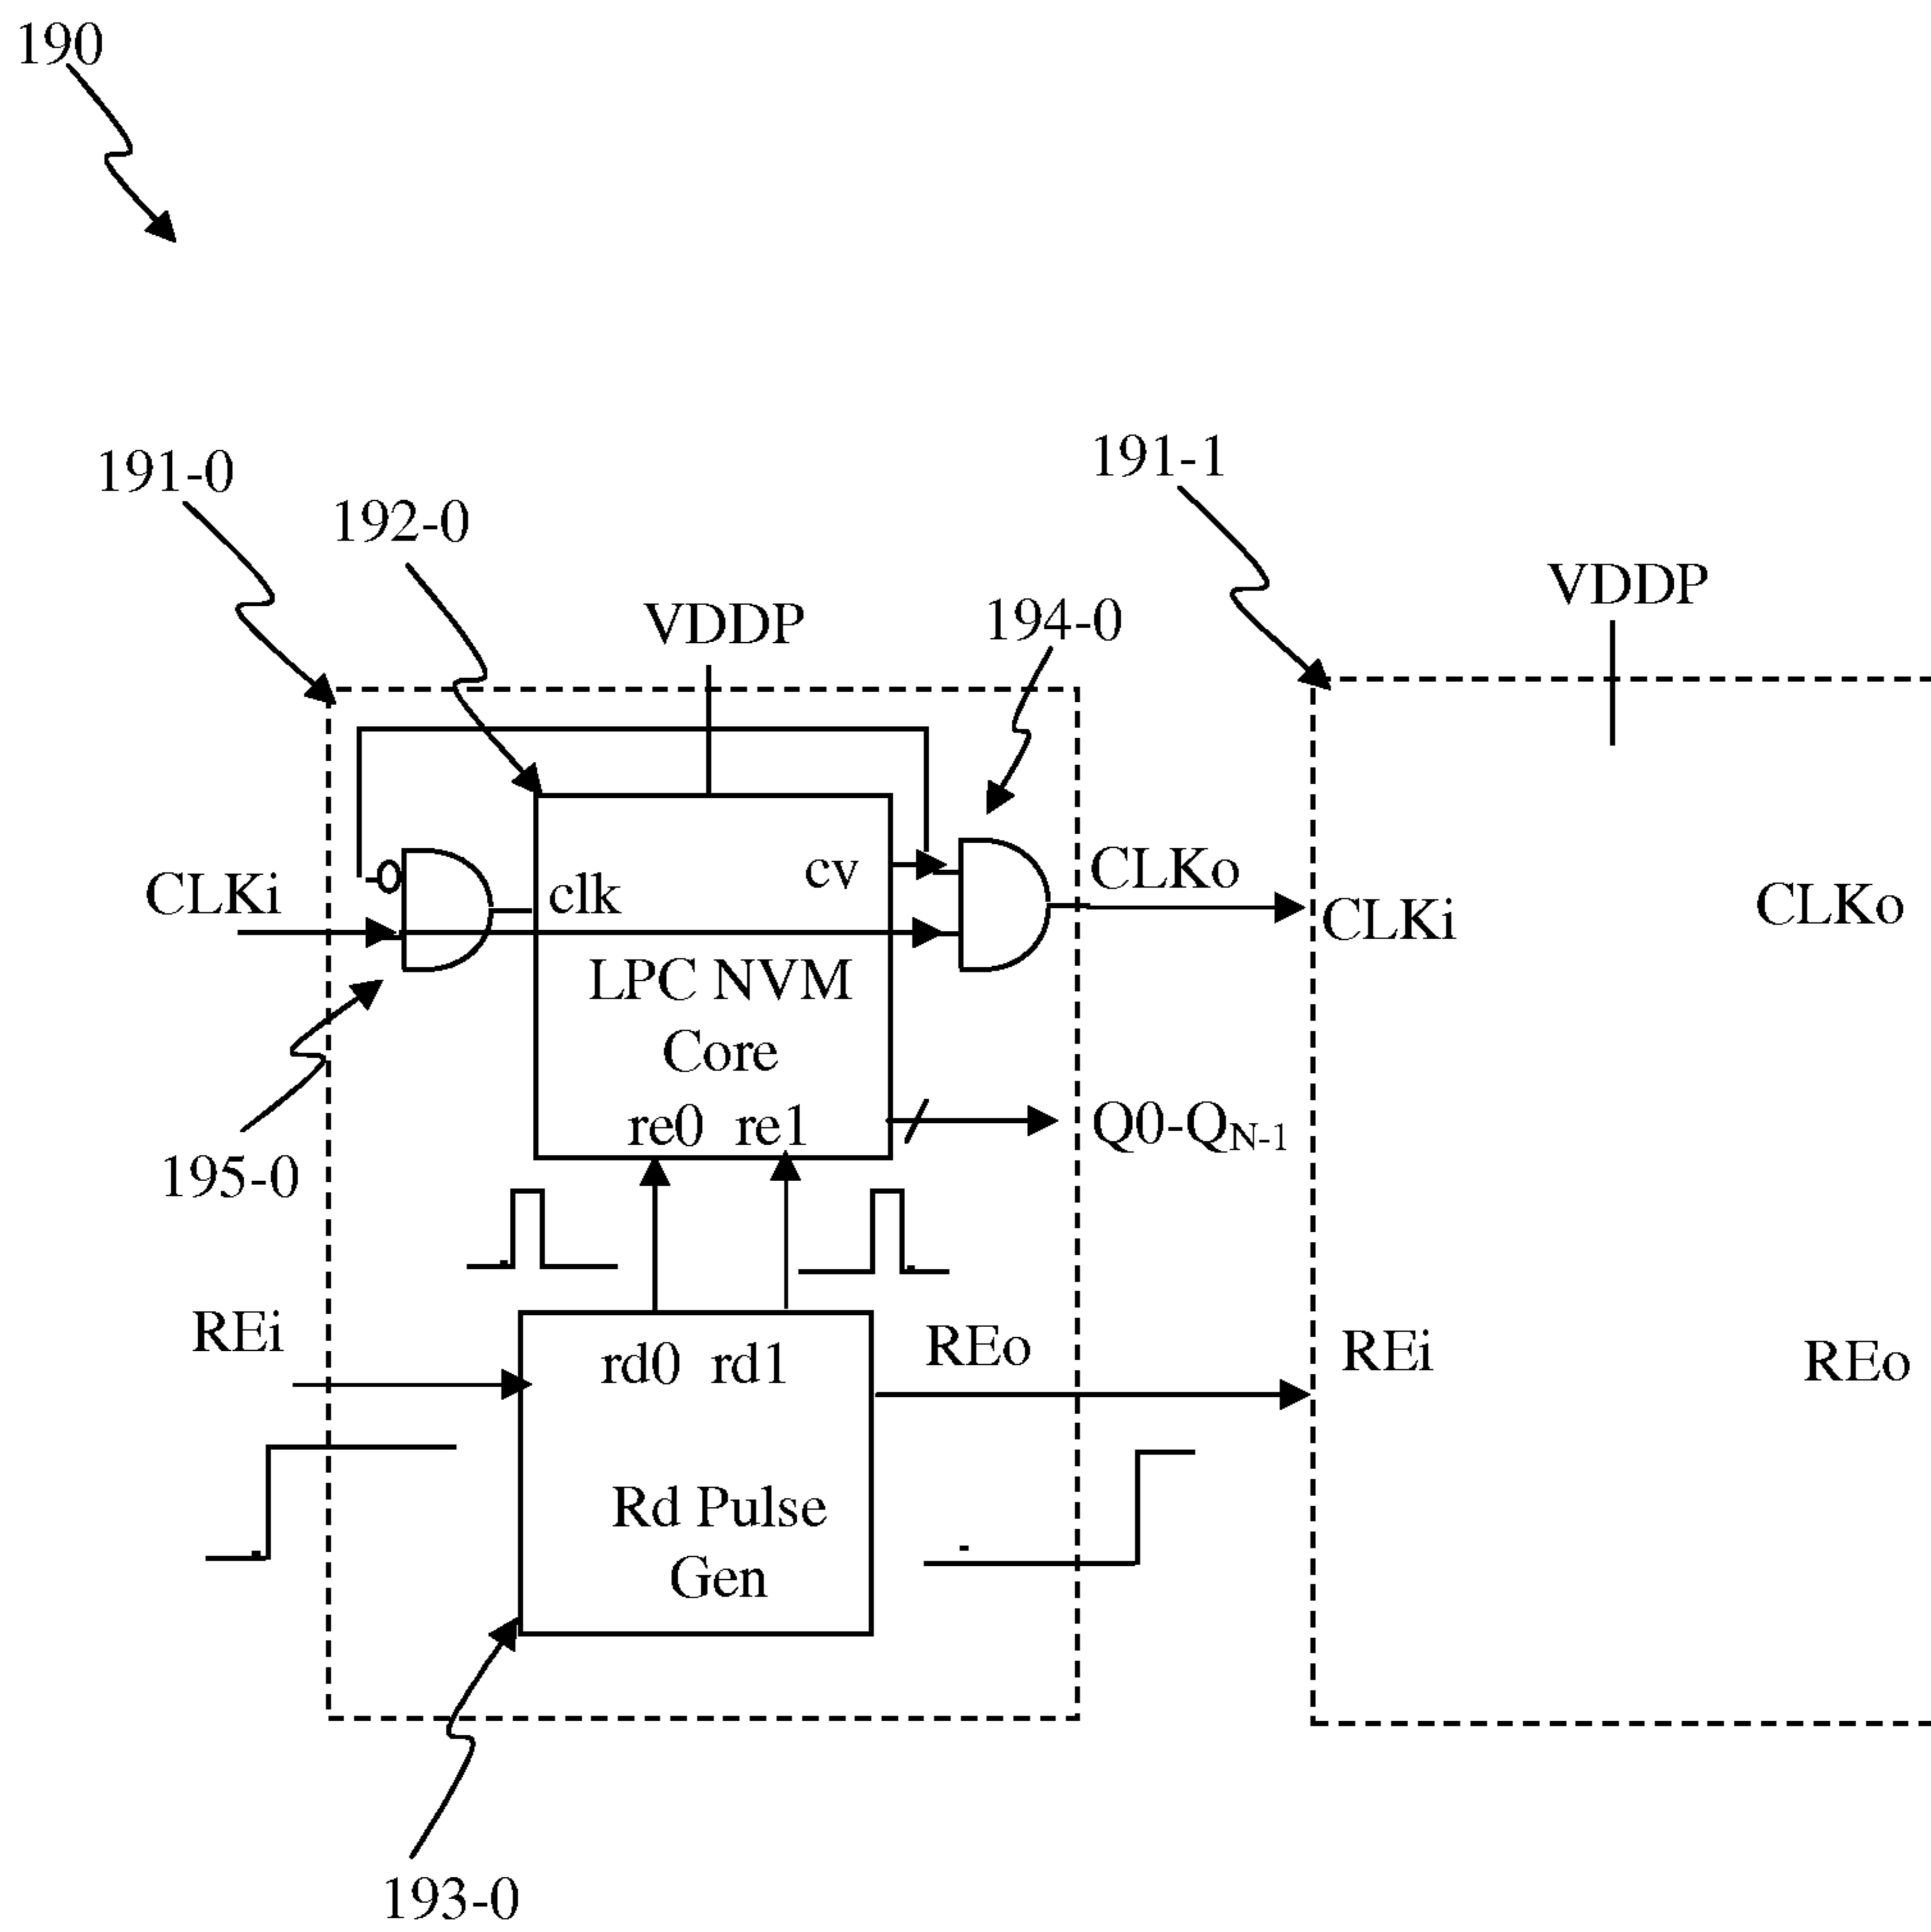 190
191-0
192-0
191-1
VDDP
VDDP
194-0
CLKi
clk
cv
CLKo
CLKi
CLKo
LPC NVM
Core
re0 re1
Q0-QN-1
195-0
REi
rd0 rd1
REo
REi
REo
Rd Pulse
Gen
193-0